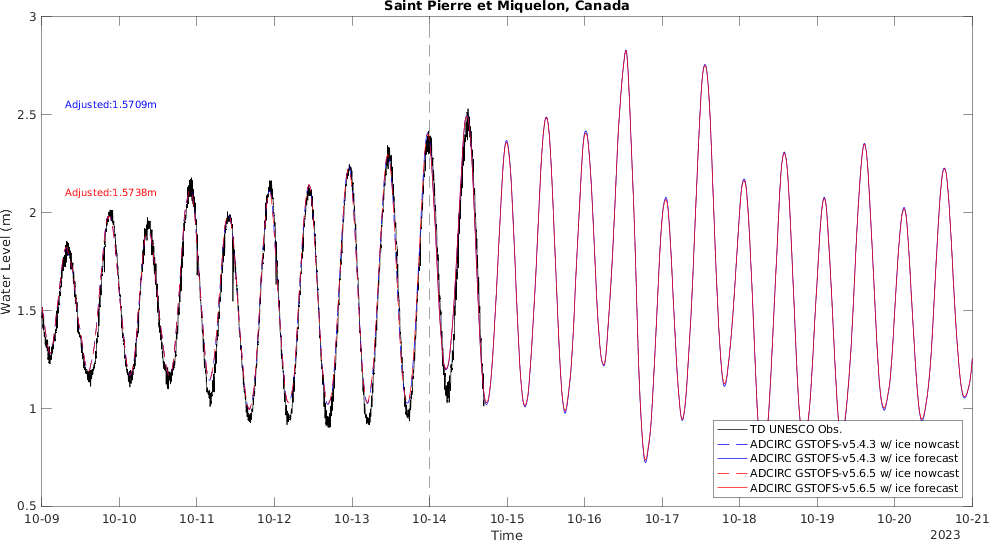 Saint Pierre et Miquelon, Canada
3
2.5
2
1.5
1
0.5
Water Level (m)
Adjusted:1.5709m
Adjusted:1.5738m
TD UNESCO Obs.
ADCIRC GSTOFS-v5.4.3 w/ ice nowcast
ADCIRC GSTOFS-v5.4.3 w/ ice forecast
ADCIRC GSTOFS-v5.6.5 w/ ice nowcast
ADCIRC GSTOFS-v5.6.5 w/ ice forecast
10-09 10-10 10-11 10-12 10-13 10-14 10-15 10-16 10-17 10-18 10-19 10-20 10-21
Time
2023